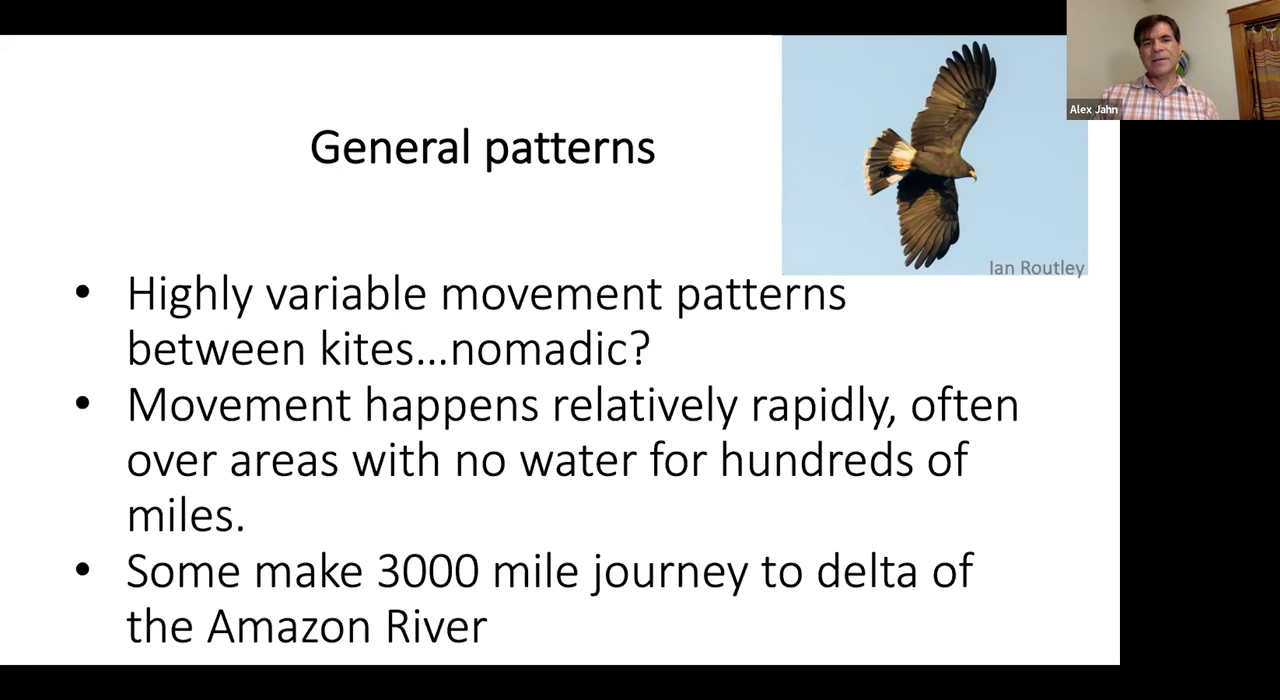 Alex Jahn
General patterns
Ian Routley
• Highly variable movement patterns
between kites...nomadic?
• Movement happens relatively rapidly, often
over areas with no water for hundreds of
miles.
• Some make 3000 mile journey to delta of
the Amazon River